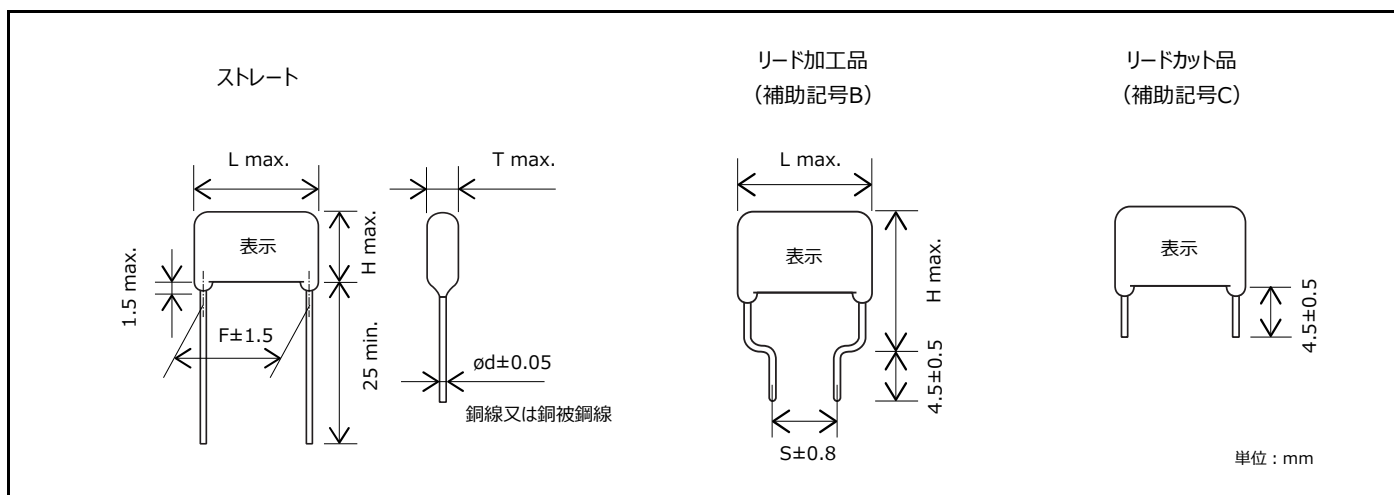 ストレート
リード加工品
（補助記号B）
リードカット品
（補助記号C）
L max.
T max.
L max.
表示
H max.
1.5 max.
F±1.5
25 min.
ød±0.05
銅線又は銅被鋼線
表示
H max.
4.5±0.5
S±0.8
表示
4.5±0.5
単位：mm